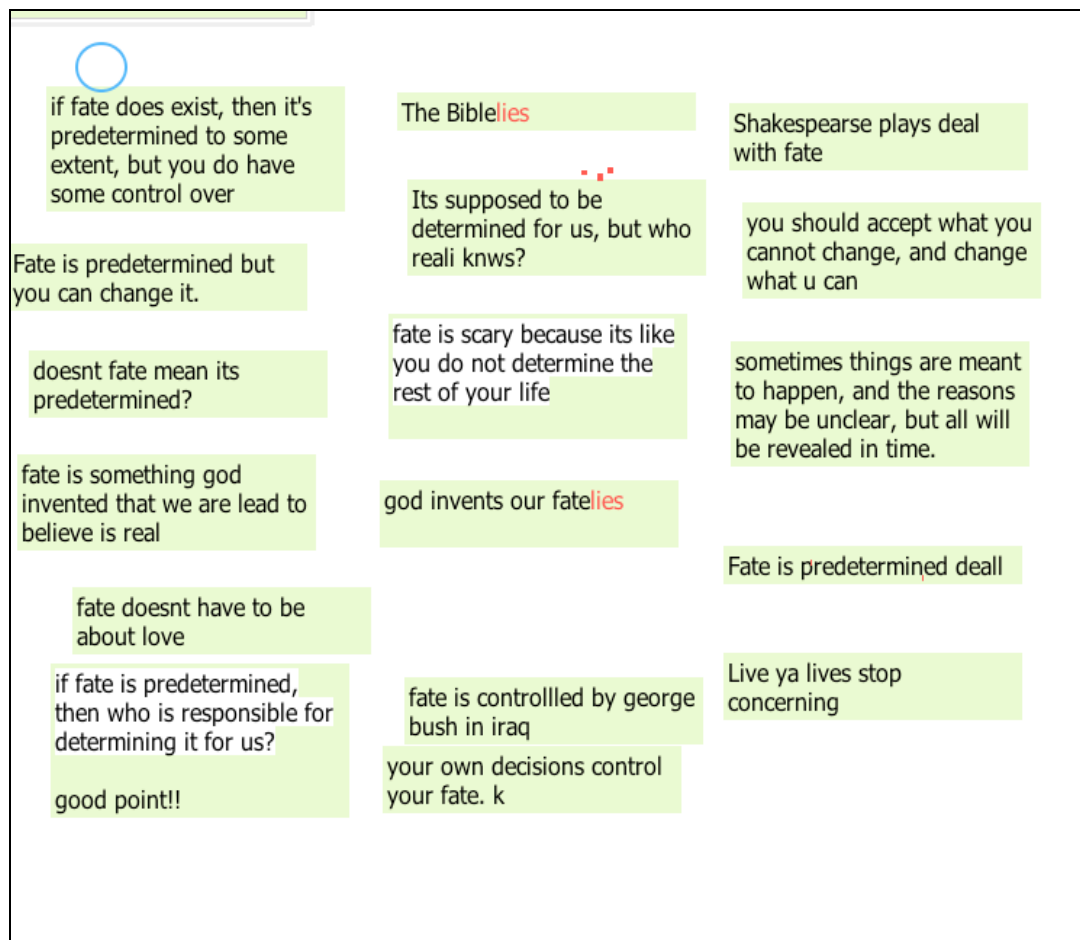 if fate does exist, then it's
predetermined to some
extent, but you do have
some control over
Fate is predetermined but
you can change it.
doesnt fate mean its
predetermined?
fate is something god
invented that we are lead to
believe is real
fate doesnt have to be
about love
if fate is predetermined,
then who is responsible for
determining it for us?
good point!!
The Biblelies
Its supposed to be
determined for us, but who
reali knws?
fate is scary because its like
you do not determine the
rest of your life
god invents our fatelies
fate is controllled by george
bush in iraq
your own decisions control
your fate. k
Shakespearse plays deal
with fate
you should accept what you
cannot change, and change
what u can
sometimes things are meant
to happen, and the reasons
may be unclear, but all will
be revealed in time.
Fate is predetermined deall
Live ya lives stop
concerning